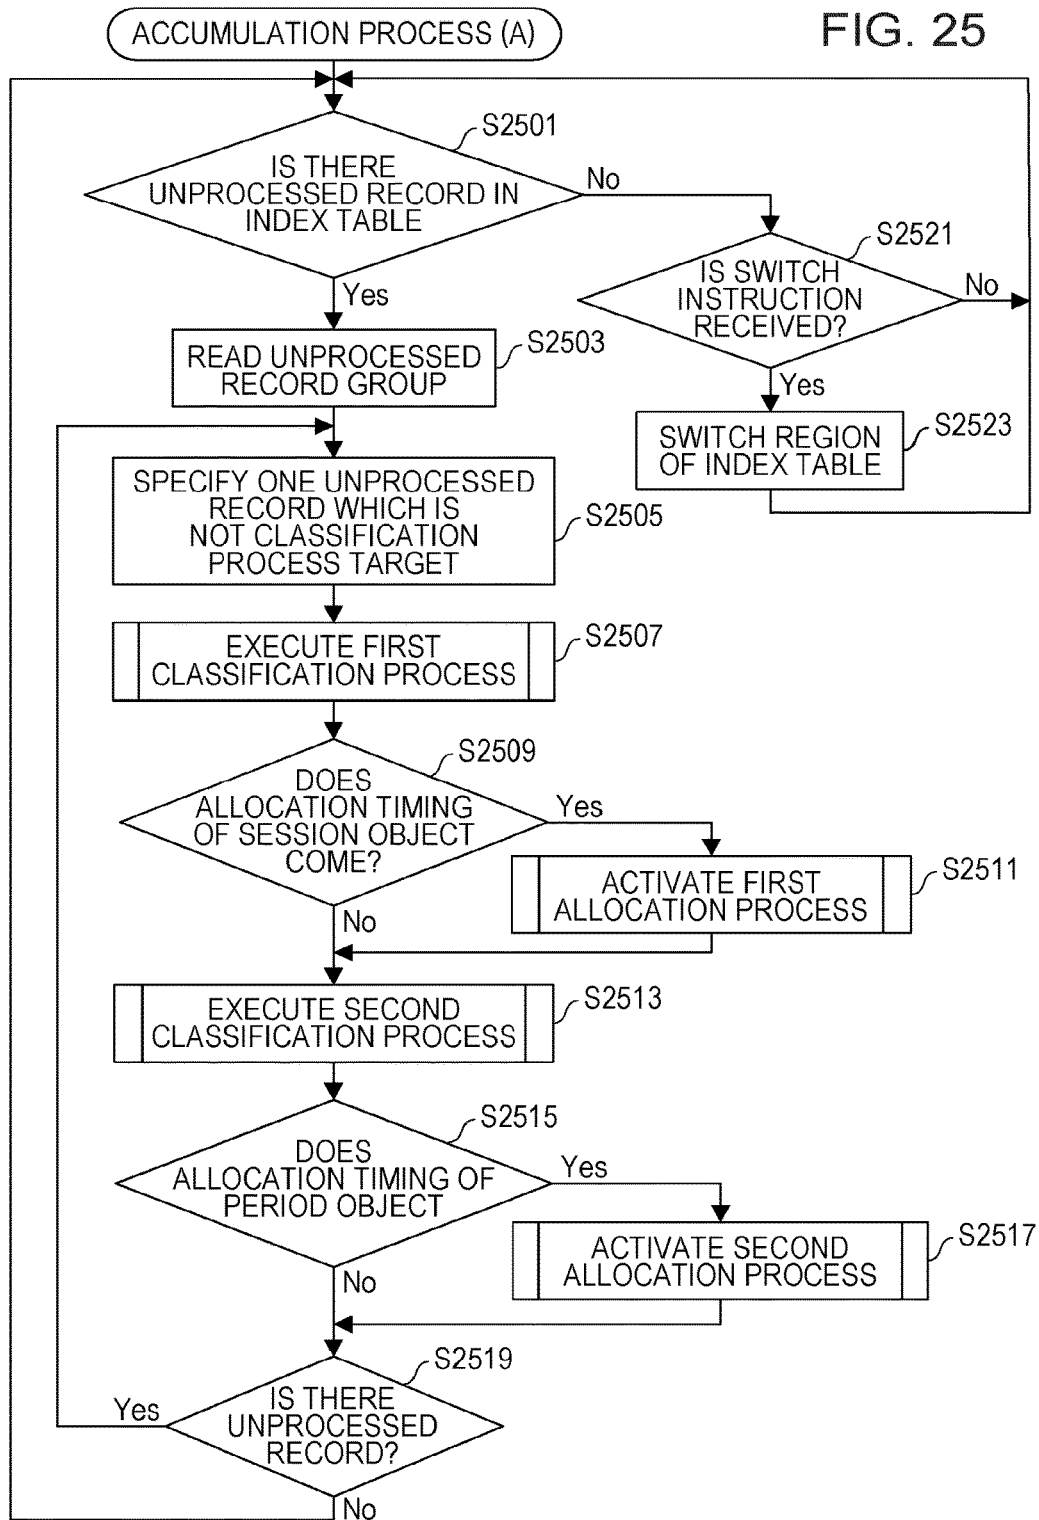 FIG. 25
ACCUMULATION PROCESS (A)
S2501
IS THERE
UNPROCESSED RECORD IN
INDEX TABLE
No
Yes
S2521
IS SWITCH
INSTRUCTION
RECEIVED?
No
Yes
S2503
READ UNPROCESSED
RECORD GROUP
S2523
SWITCH REGION
OF INDEX TABLE
SPECIFY ONE UNPROCESSED
RECORD WHICH IS
NOT CLASSIFICATION
PROCESS TARGET
S2505
EXECUTE FIRST
CLASSIFICATION PROCESS
S2507
S2509
DOES
ALLOCATION TIMING
OF SESSION OBJECT
COME?
Yes
No
ACTIVATE FIRST
ALLOCATION PROCESS
S2511
EXECUTE SECOND
CLASSIFICATION PROCESS
S2513
S2515
DOES
ALLOCATION TIMING OF
PERIOD OBJECT
Yes
No
ACTIVATE SECOND
ALLOCATION PROCESS
S2517
S2519
IS THERE
UNPROCESSED
RECORD?
Yes
No